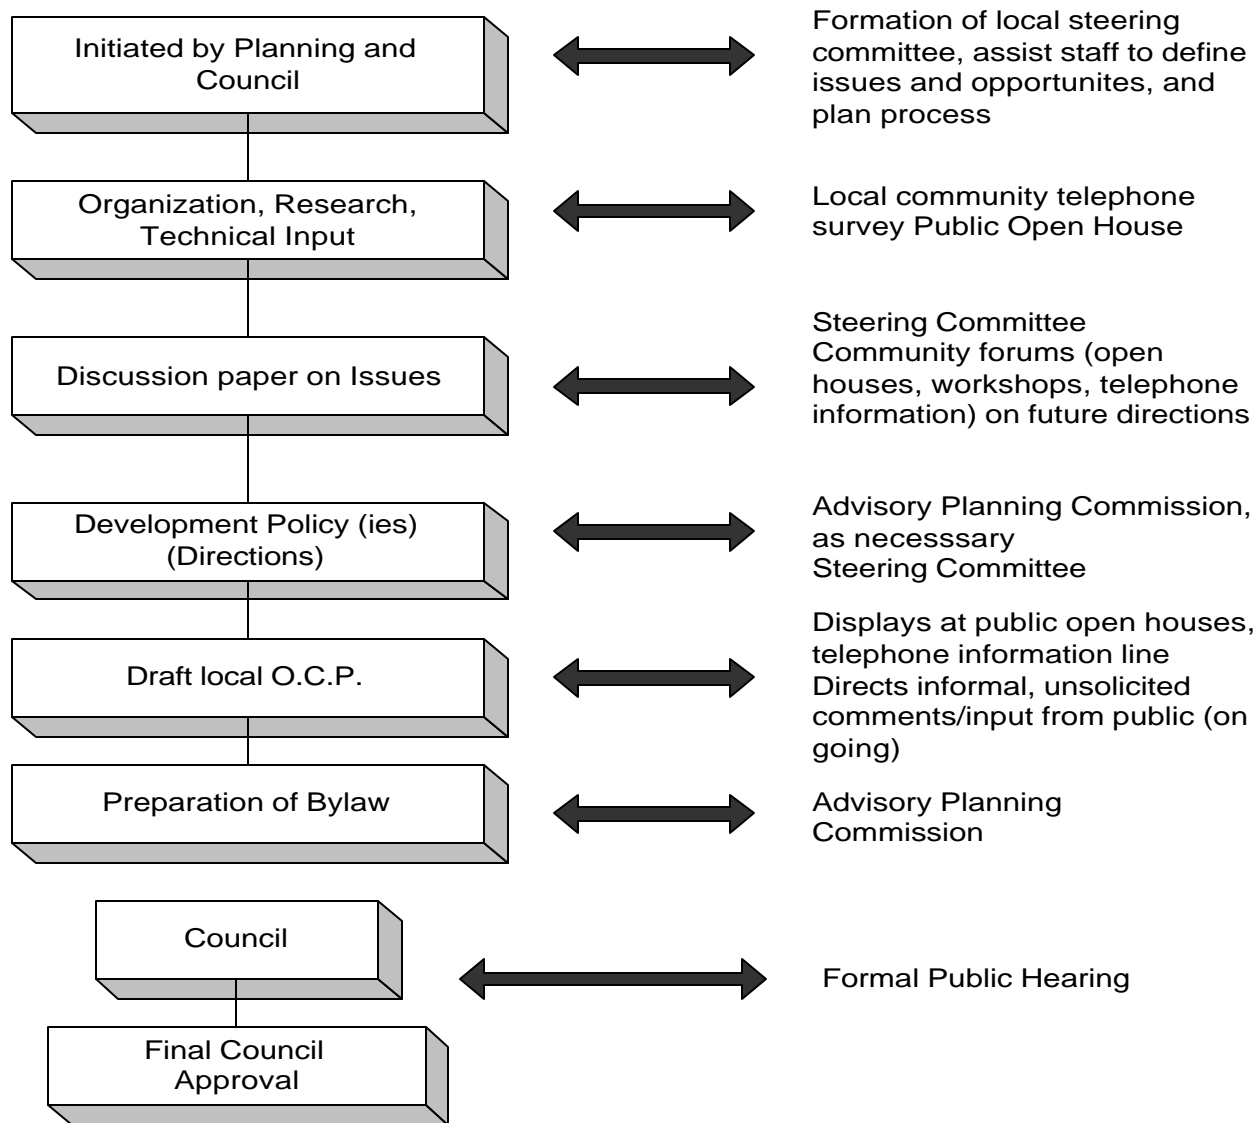 Initiated by Planning and
Council
Formation of local steering
committee, assist staff to define
issues and opportunites, and
plan process
Organization, Research,
Technical Input
Local community telephone
survey Public Open House
Discussion paper on Issues
Steering Committee
Community forums (open
houses, workshops, telephone
information) on future directions
Development Policy (ies)
(Directions)
Advisory Planning Commission,
as necesssary
Steering Committee
Draft local O.C.P.
Displays at public open houses,
telephone information line
Directs informal, unsolicited
comments/input from public (on
going)
Preparation of Bylaw
Advisory Planning
Commission
Council
Formal Public Hearing
Final Council
Approval